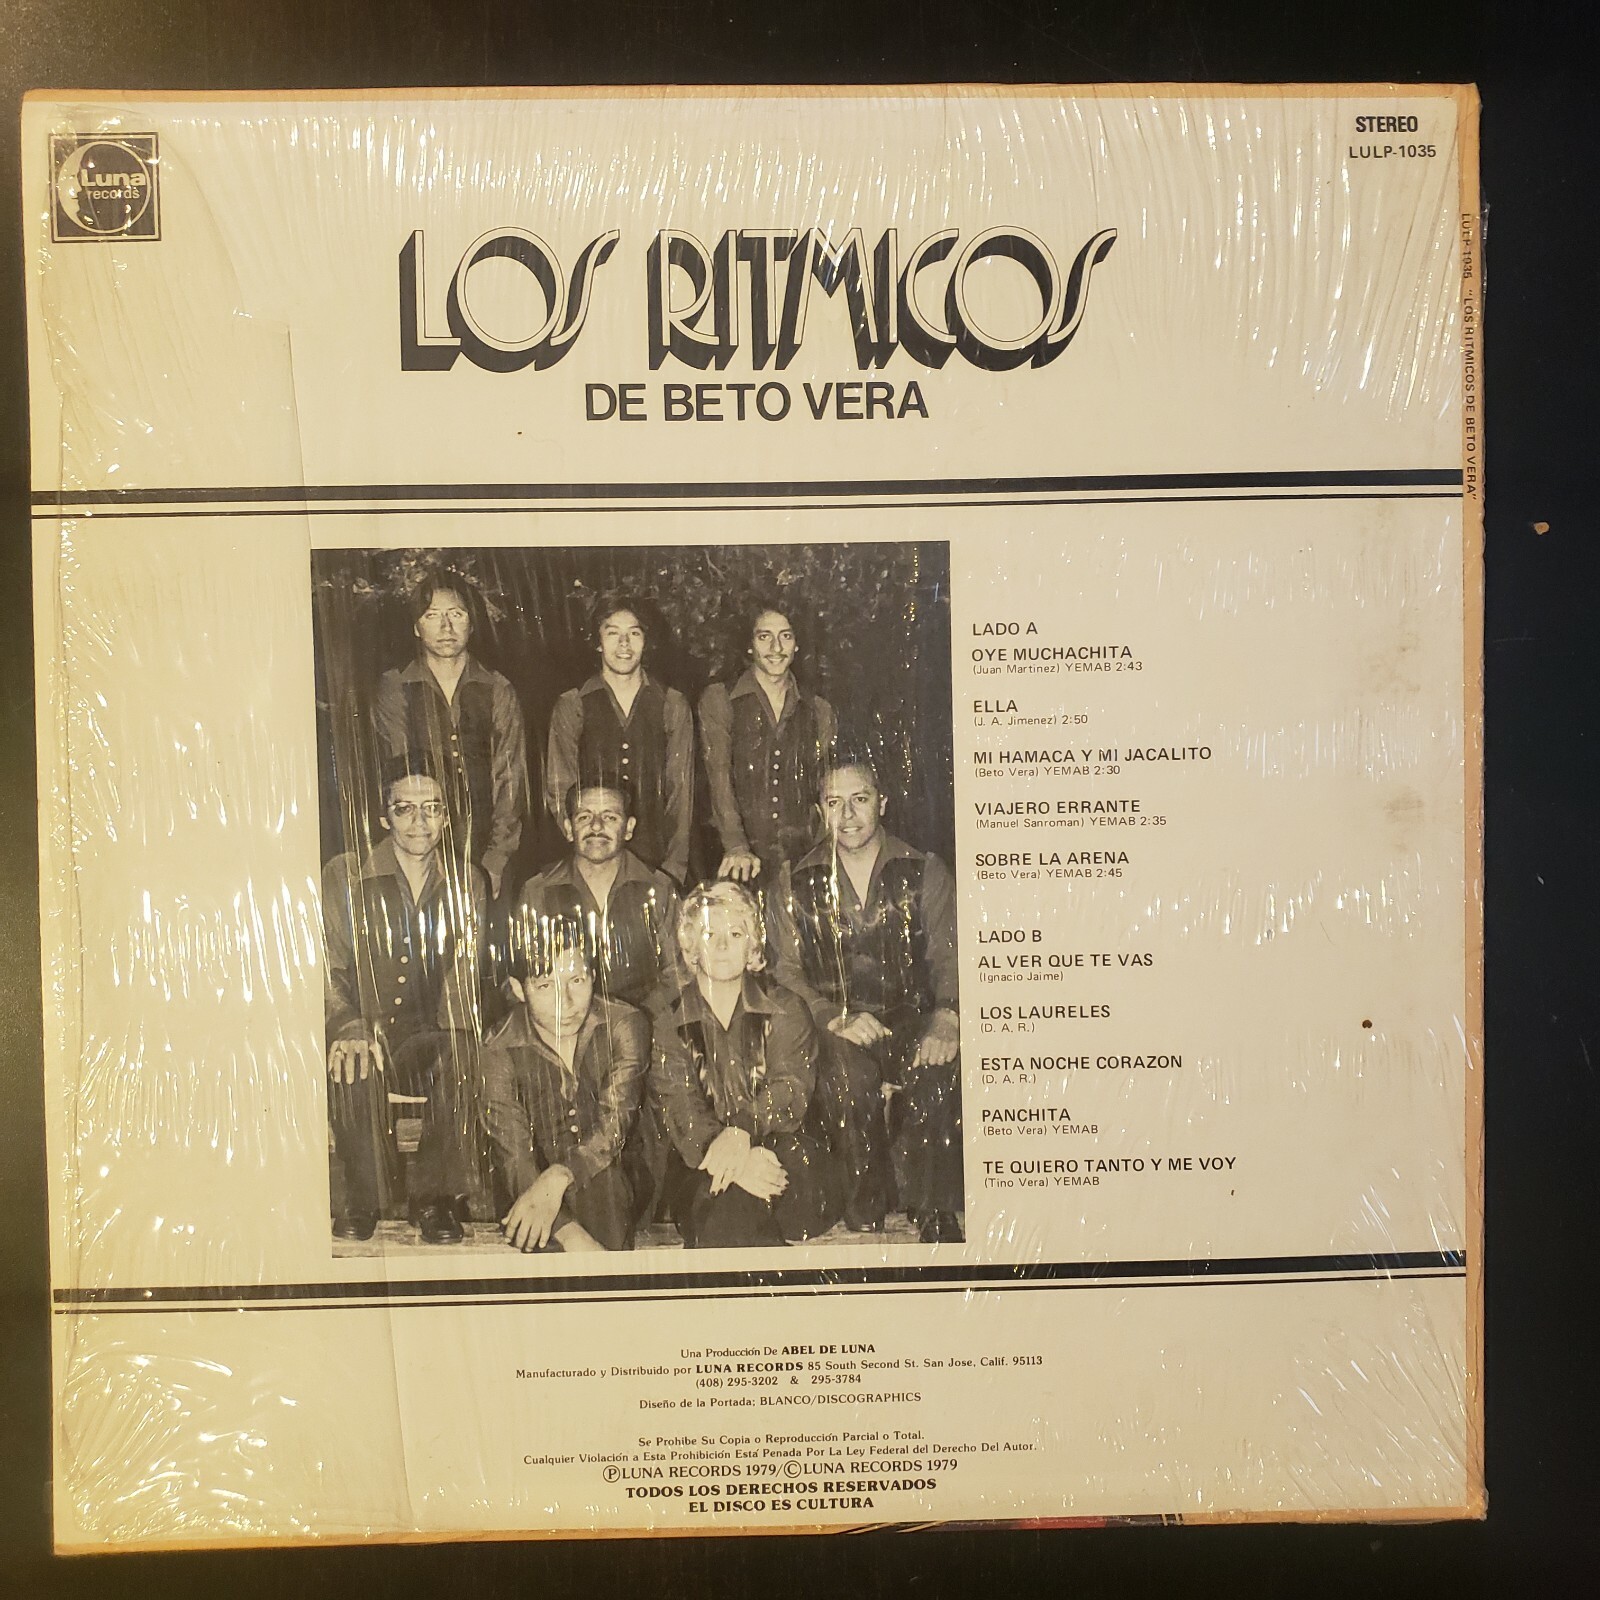 Luna
records
STEREO
LULP-1035
LOS RITMICOS
DE BETO VERA
LULP-1035 "LOS RITMICOS DE BETO VERA"
LADO A
OYE MUCHACHITA
(Juan Martinez) YEMAB 2:43
ELLA
(J. A. Jimenez) 2:50
MI HAMACA Y MI JACALITO
(Beto Vera) YEMAB 2:30
VIAJERO ERRANTE
(Manuel Sanroman) YEMAB 2:35
SOBRE LA ARENA
(Beto Vera) YEMAB 2:45
LADO B
AL VER QUE TE VAS
(Ignacio Jaime)
LOS LAURELES
(D. A. R.)
ESTA NOCHE CORAZON
(D. A. R.)
PANCHITA
(Beto Vera) YEMAB
TE QUIERO TANTO Y ME VOY
(Tino Vera) YEMAB
Una Producción De ABEL DE LUNA
Manufacturado y Distribuido por LUNA RECORDS 85 South Second St. San Jose, Calif. 95113
(408) 295-3202 & 295-3784
Diseño de la Portada; BLANCO/DISCOGRAPHICS
Se Prohibe Su Copia o Reproducción Parcial o Total.
Cualquier Violación a Esta Prohibición Está Penada Por La Ley Federal del Derecho Del Autor.
ⓅLUNA RECORDS 1979/ⒸLUNA RECORDS 1979
TODOS LOS DERECHOS RESERVADOS
EL DISCO ES CULTURA